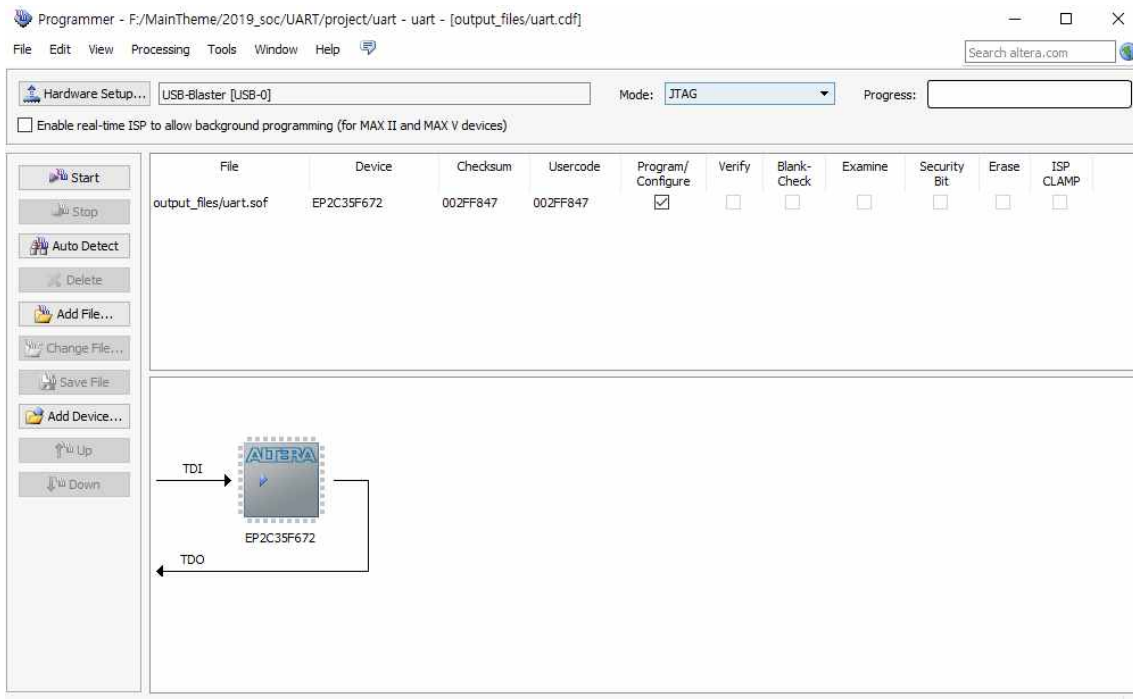 Programmer - F:/MainTheme/2019_soc/UART/project/uart - uart - [output_files/uart.cdf]
File Edit View Processing Tools Window Help
Search altera.com
Hardware Setup... USB-Blaster [USB-0] Mode: JTAG Progress:
Enable real-time ISP to allow background programming (for MAX II and MAX V devices)
Start
Stop
Auto Detect
Delete
Add File...
Change File...
Save File
Add Device...
Up
Down
File Device Checksum Usercode Program/ Configure Verify Blank- Check Examine Security Bit Erase ISP CLAMP
output_files/uart.sof EP2C35F672 002FF847 002FF847
TDI
ALTERA
EP2C35F672
TDO